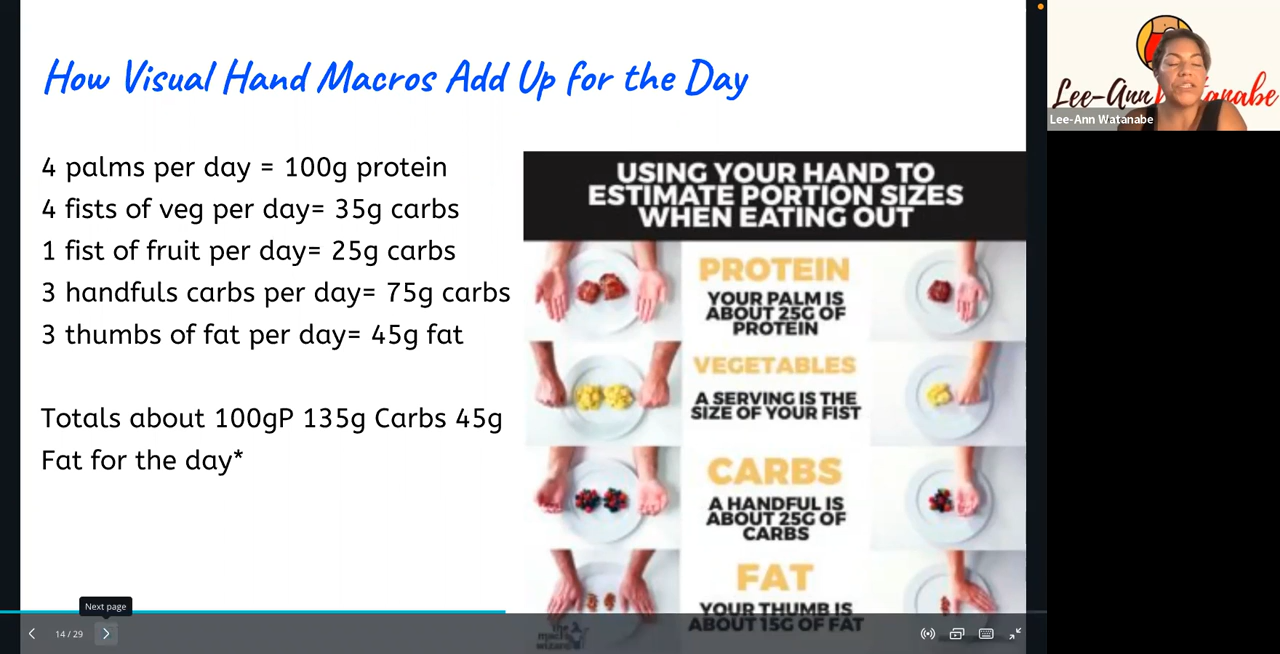 How Visual Hand Macros Add Up for the Day
4 palms per day = 100g protein
4 fists of veg per day= 35g carbs
1 fist of fruit per day= 25g carbs
3 handfuls carbs per day= 75g carbs
3 thumbs of fat per day= 45g fat
Totals about 100gP 135g Carbs 45g
Fat for the day*
USING YOUR HAND TO
ESTIMATE PORTION SIZES
WHEN EATING OUT
PROTEIN
YOUR PALM IS
ABOUT 25G OF
PROTEIN
VEGETABLES
A SERVING IS THE
SIZE OF YOUR FIST
CARBS
A HANDFUL IS
ABOUT 25G OF
CARBS
FAT
YOUR THUMB IS
ABOUT 15G OF FAT
the
wizard
Next page
14 / 29
Lee-Ann
Lee-Ann Watanabe